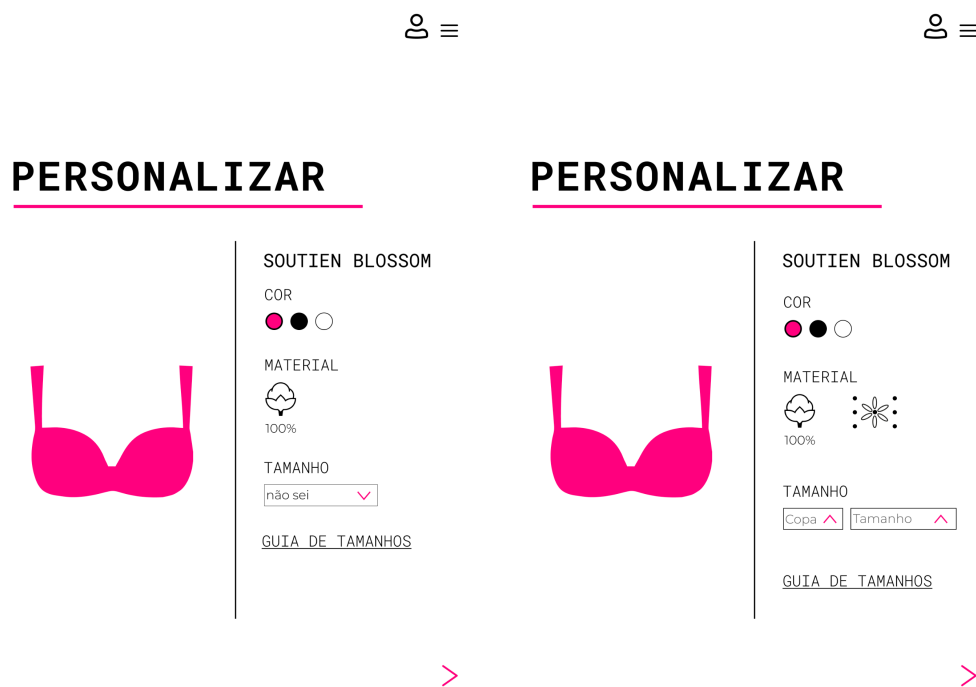 PERSONALIZAR
SOUTIEN BLOSSOM
COR
MATERIAL
100%
TAMANHO
não sei
GUIA DE TAMANHOS
PERSONALIZAR
SOUTIEN BLOSSOM
COR
MATERIAL
100%
TAMANHO
Copa Tamanho
GUIA DE TAMANHOS